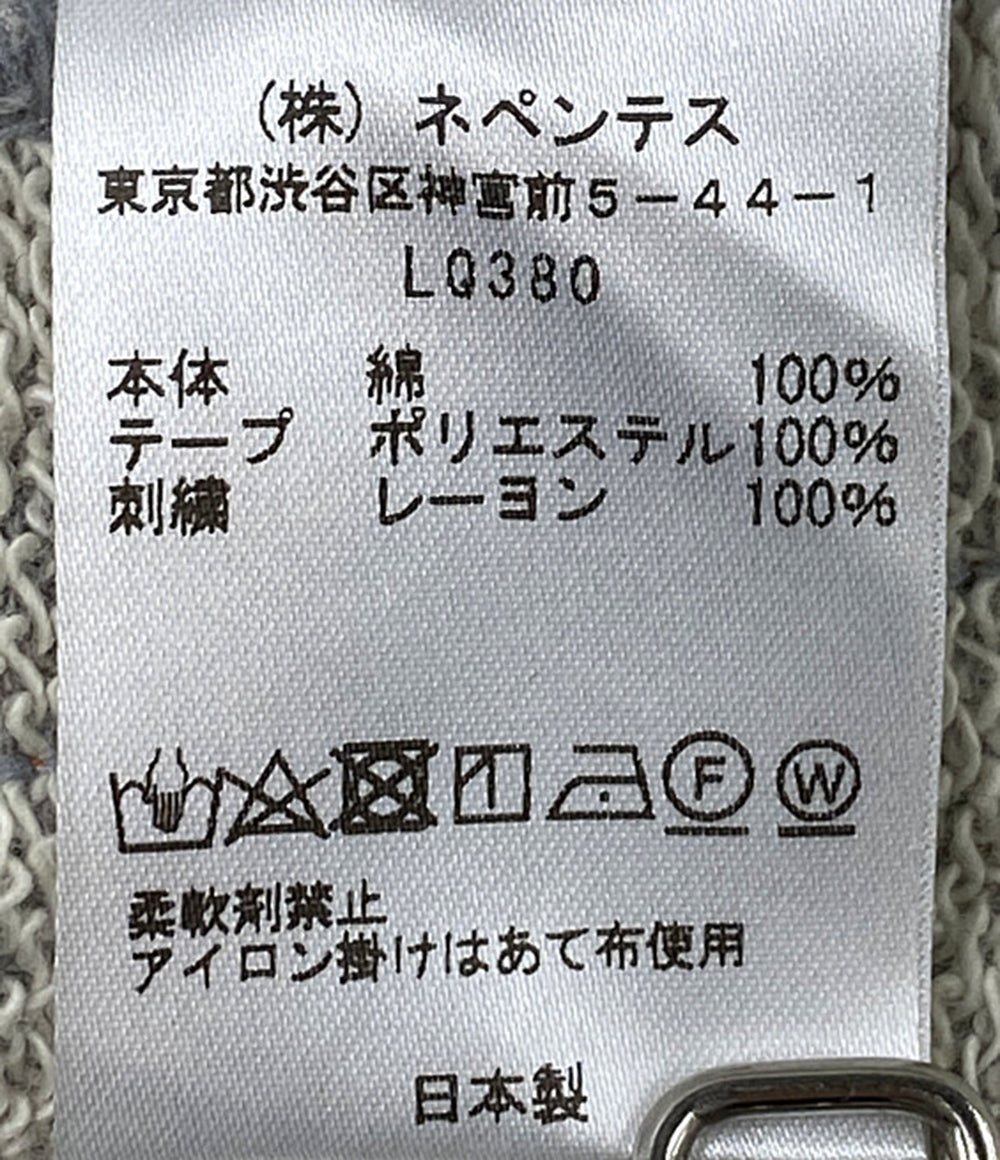 (株) ネペンテス
東京都渋谷区神宮前5-44-1
LQ380
本体 綿 100%
テープ ポリエステル100%
刺繍 レーヨン 100%
F W
柔軟剤禁止
アイロン掛けはあて布使用
日本製